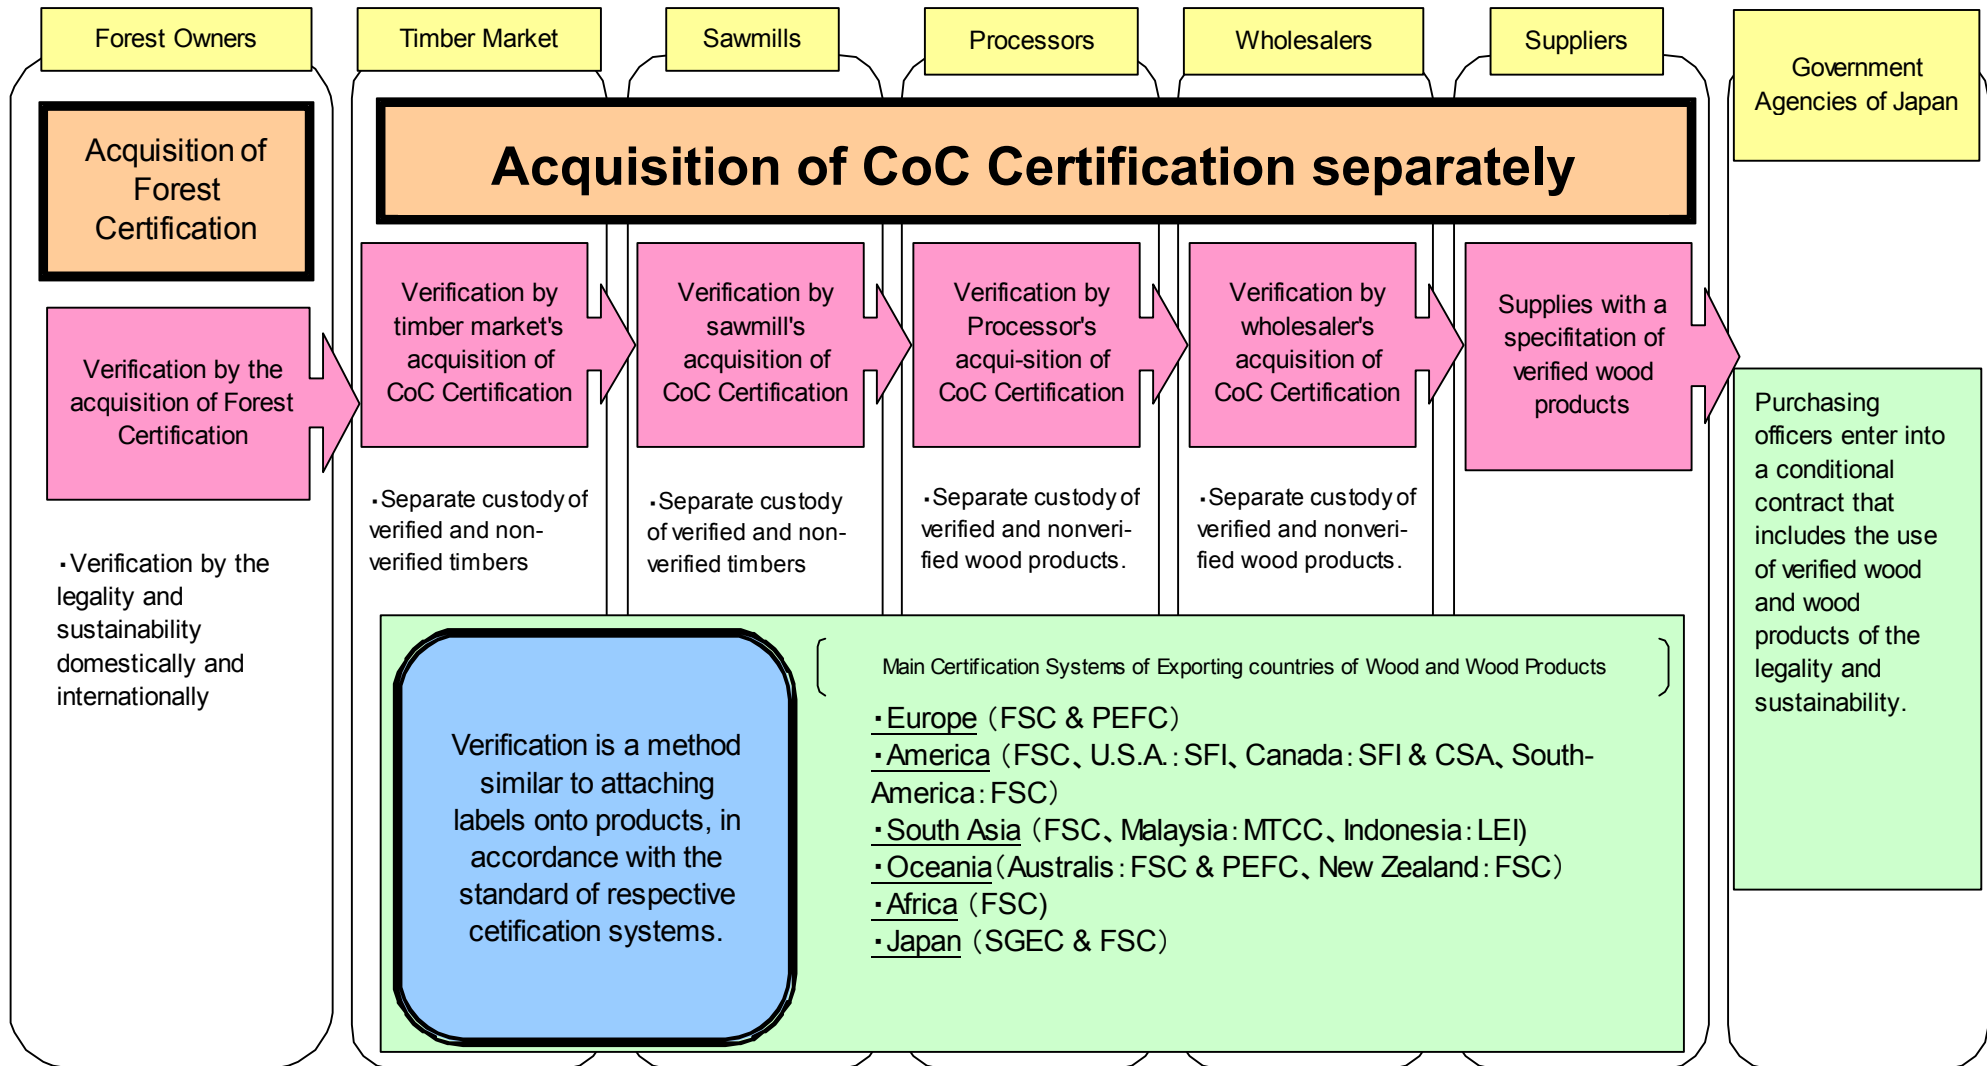 Forest Owners
Timber Market
Sawmills
Processors
Wholesalers
Suppliers
Government
Agencies of Japan
Acquisition of
Forest
Certification
Acquisition of CoC Certification separately
Verification by the
acquisition of Forest
Certification
Verification by
timber market's
acquisition of
CoC Certification
Verification by
sawmill's
acquisition of
CoC Certification
Verification by
Processor's
acqui-sition of
CoC Certification
Verification by
wholesaler's
acquisition of
CoC Certification
Supplies with a
specifitation of
verified wood
products
・Verification by the
legality and
sustainability
domestically and
internationally
・Separate custody of
verified and non-
verified timbers
・Separate custody
of verified and non-
verified timbers
・Separate custody of
verified and nonveri-
fied wood products.
・Separate custody of
verified and nonveri-
fied wood products.
Purchasing
officers enter into
a conditional
contract that
includes the use
of verified wood
and wood
products of the
legality and
sustainability.
Verification is a method
similar to attaching
labels onto products, in
accordance with the
standard of respective
cetification systems.
Main Certification Systems of Exporting countries of Wood and Wood Products
・Europe （FSC & PEFC）
・America （FSC、U.S.A.：SFI、Canada：SFI & CSA、South-
America：FSC）
・South Asia （FSC、Malaysia：MTCC、Indonesia：LEI)
・Oceania（Australis：FSC & PEFC、New Zealand：FSC）
・Africa （FSC)
・Japan （SGEC & FSC）